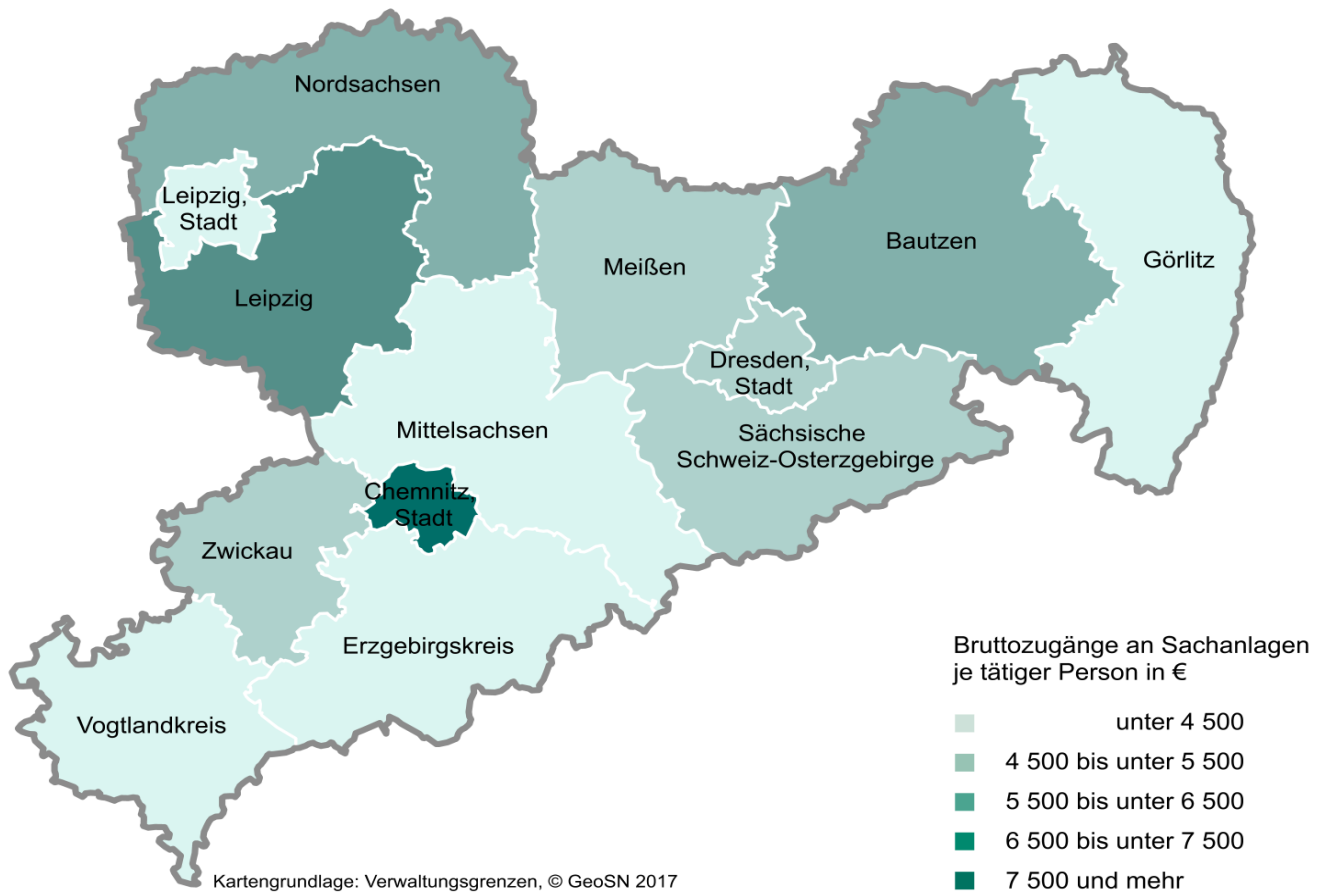 Nordsachsen
Leipzig,
Stadt
Leipzig
Meißen
Bautzen
Görlitz
Dresden,
Stadt
Mittelsachsen
Sächsische
Schweiz-Osterzgebirge
Chemnitz,
Stadt
Zwickau
Erzgebirgskreis
Vogtlandkreis
Bruttozugänge an Sachanlagen
je tätiger Person in €
unter 4 500
4 500 bis unter 5 500
5 500 bis unter 6 500
6 500 bis unter 7 500
7 500 und mehr
Kartengrundlage: Verwaltungsgrenzen, © GeoSN 2017